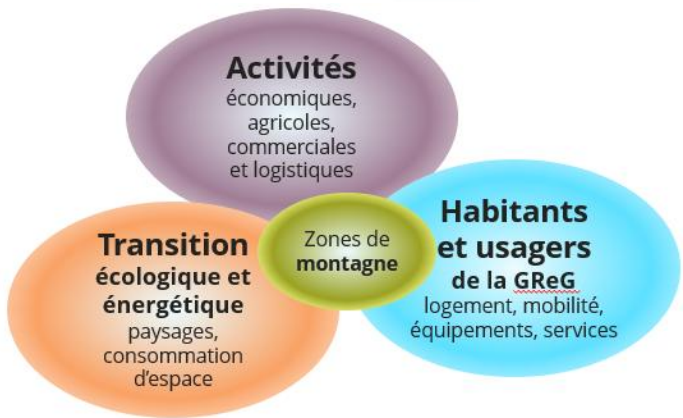 Activités
économiques,
agricoles,
commerciales
et logistiques
Transition
écologique et
énergétique
paysages,
consommation
d'espace
Zones de
montagne
Habitants
et usagers
de la GReG
logement, mobilité,
équipements, services